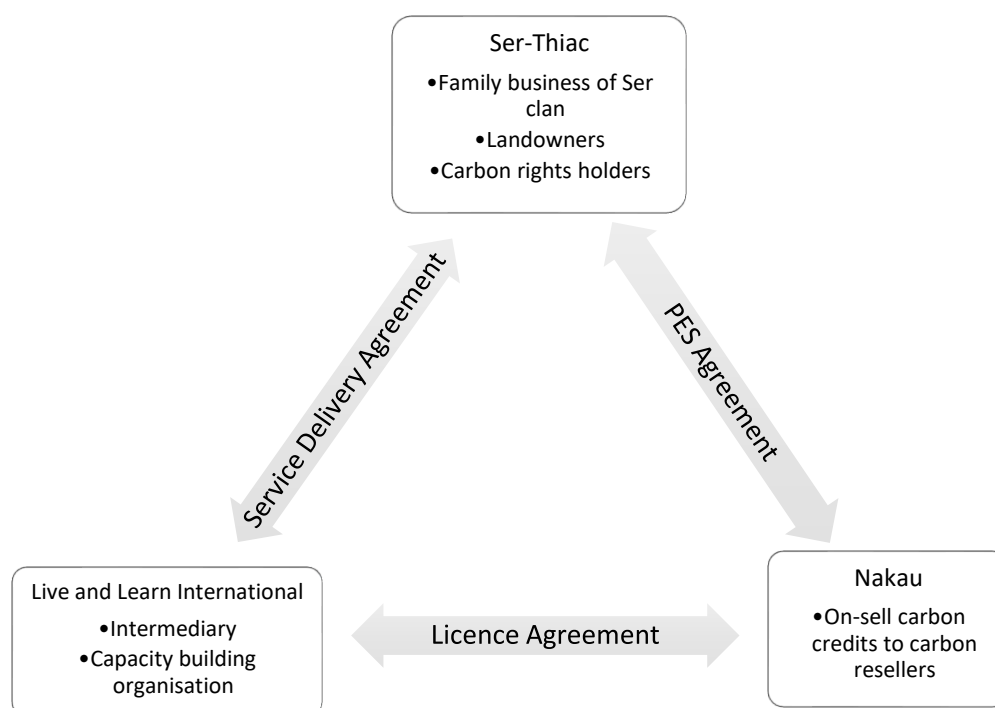 Ser-Thiac
•Family business of Ser
clan
•Landowners
•Carbon rights holders
Service Delivery Agreement
PES Agreement
Live and Learn International
•Intermediary
•Capacity building
organisation
Licence Agreement
Nakau
•On-sell carbon
credits to carbon
resellers